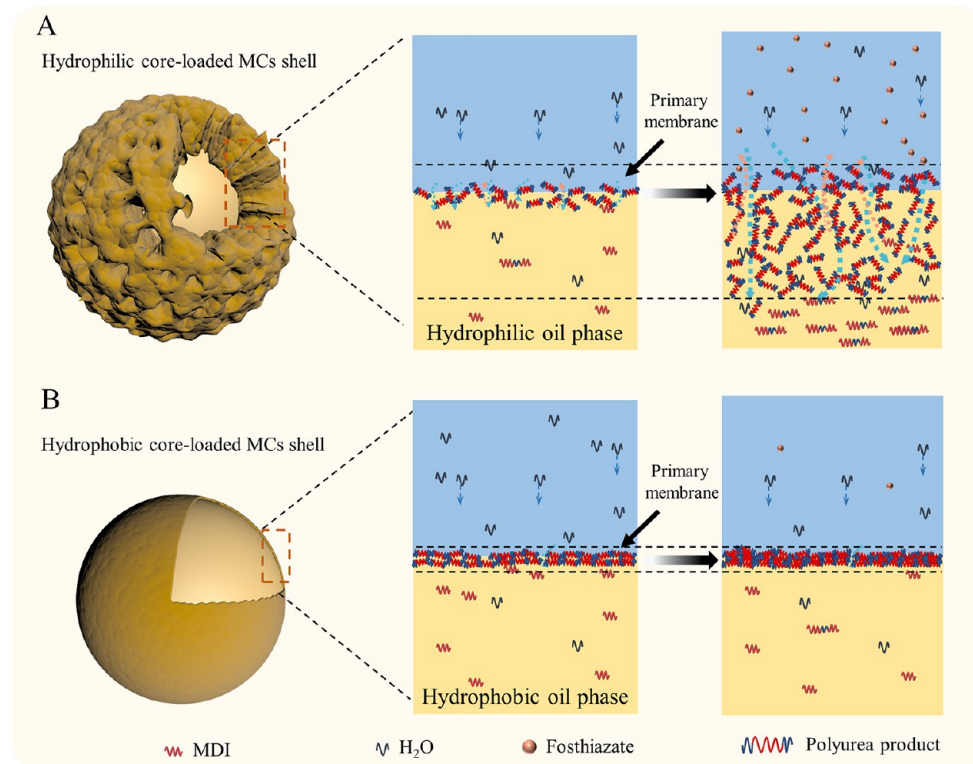 A
Hydrophilic core-loaded MCs shell
Primary
membrane
Hydrophilic oil phase
B
Hydrophobic core-loaded MCs shell
Primary
membrane
Hydrophobic oil phase
MDI
H₂O
Fosthiazate
Polyurea product